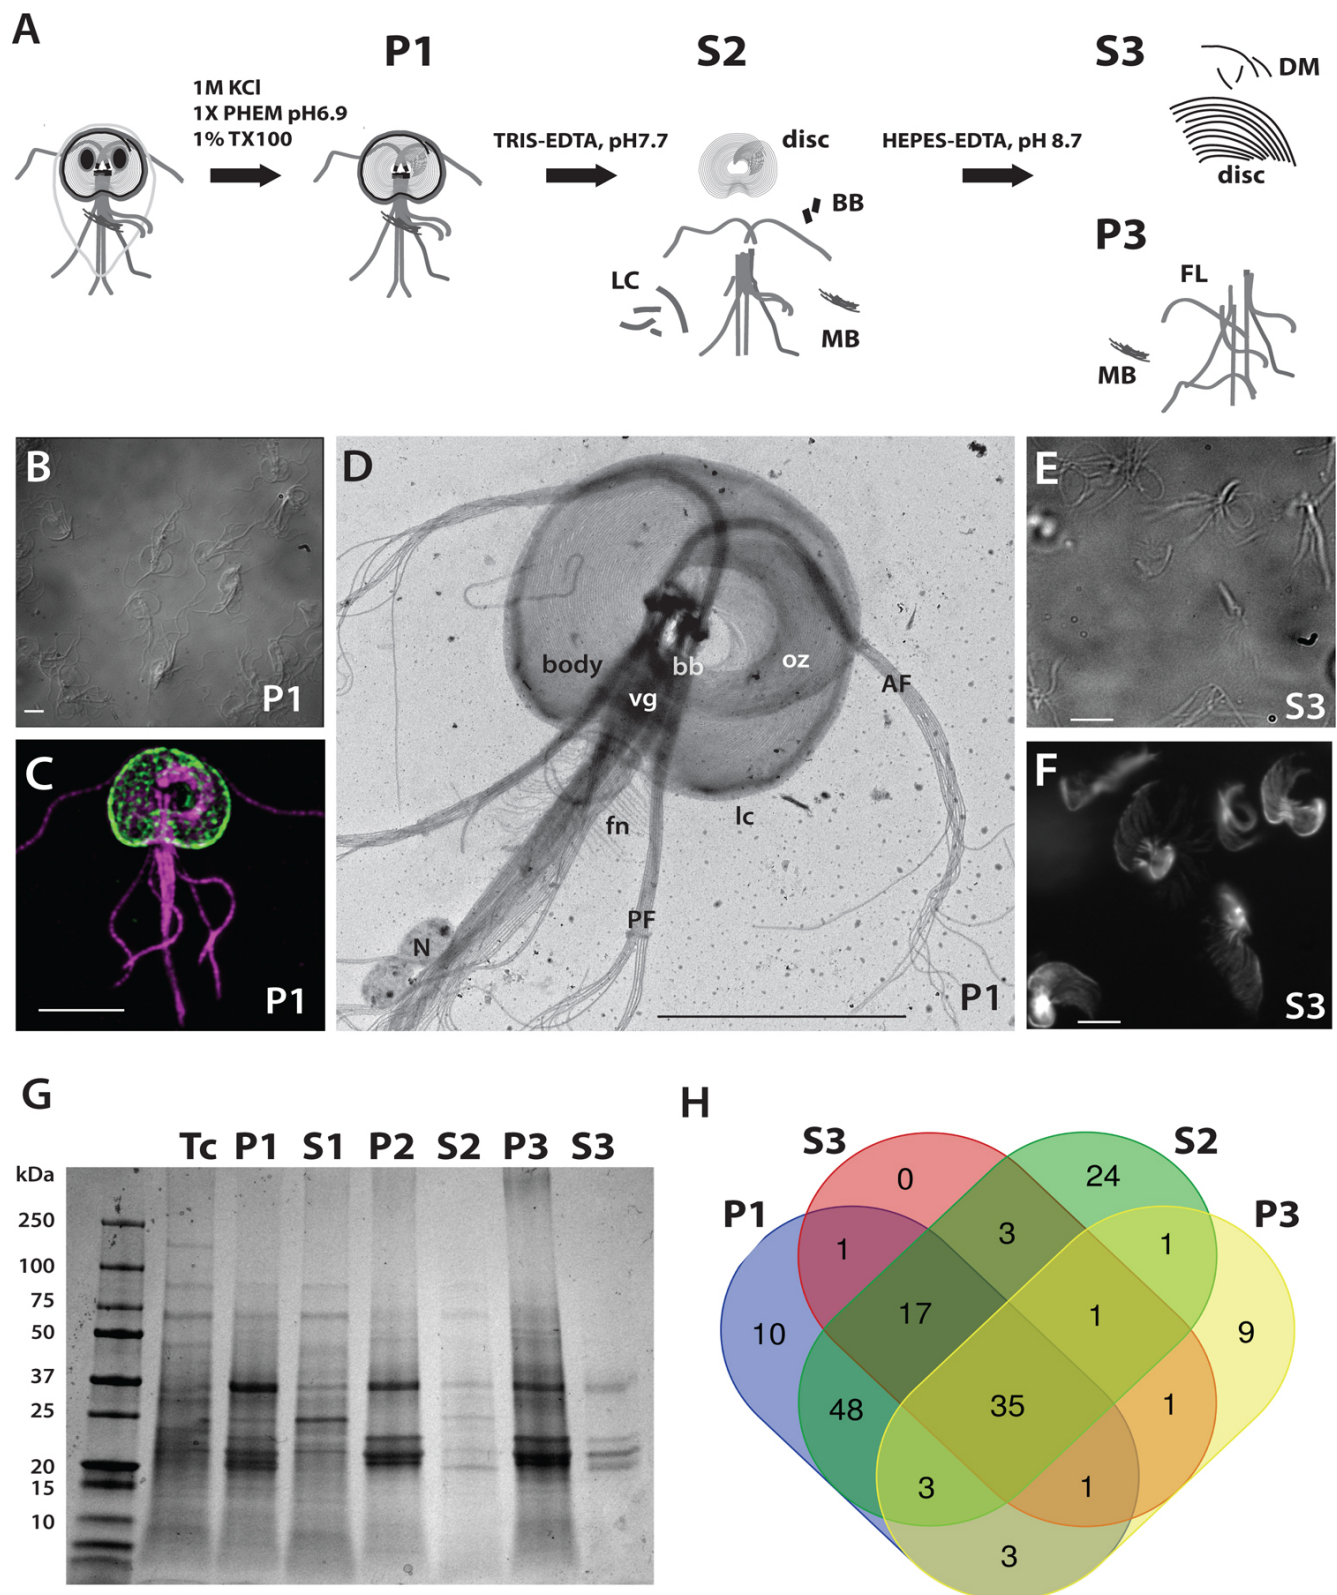 A
P1
S2
S3
1M KCl
1X PHEM pH6.9
1% TX100
TRIS-EDTA, pH7.7
HEPES-EDTA, pH 8.7
DM
disc
disc
BB
LC
MB
P3
FL
MB
B
P1
C
P1
D
body
bb
oz
vg
AF
fn
lc
PF
N
P1
E
S3
F
S3
G
Tc P1 S1 P2 S2 P3 S3
kDa
250
100
75
50
37
25
20
15
10
H
S3
S2
P1
P3
0
24
1
3
1
10
17
1
9
48
35
1
3
1
3